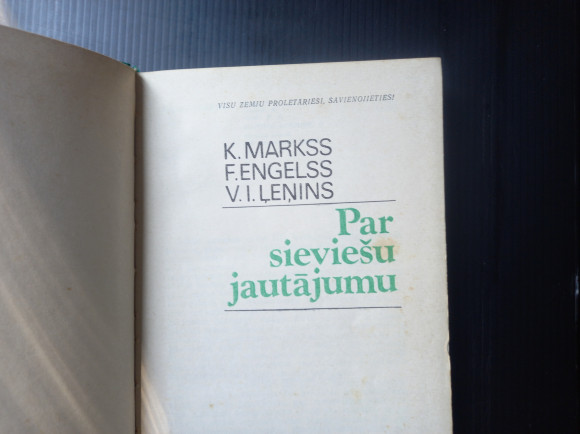 VISU ZEMJU PROLETĀRIEŠI, SAVIENOJIETIES!
K. MARKSS
F. ENGELSS
V. I. ĻEŅINS
Par
sieviešu
jautājumu